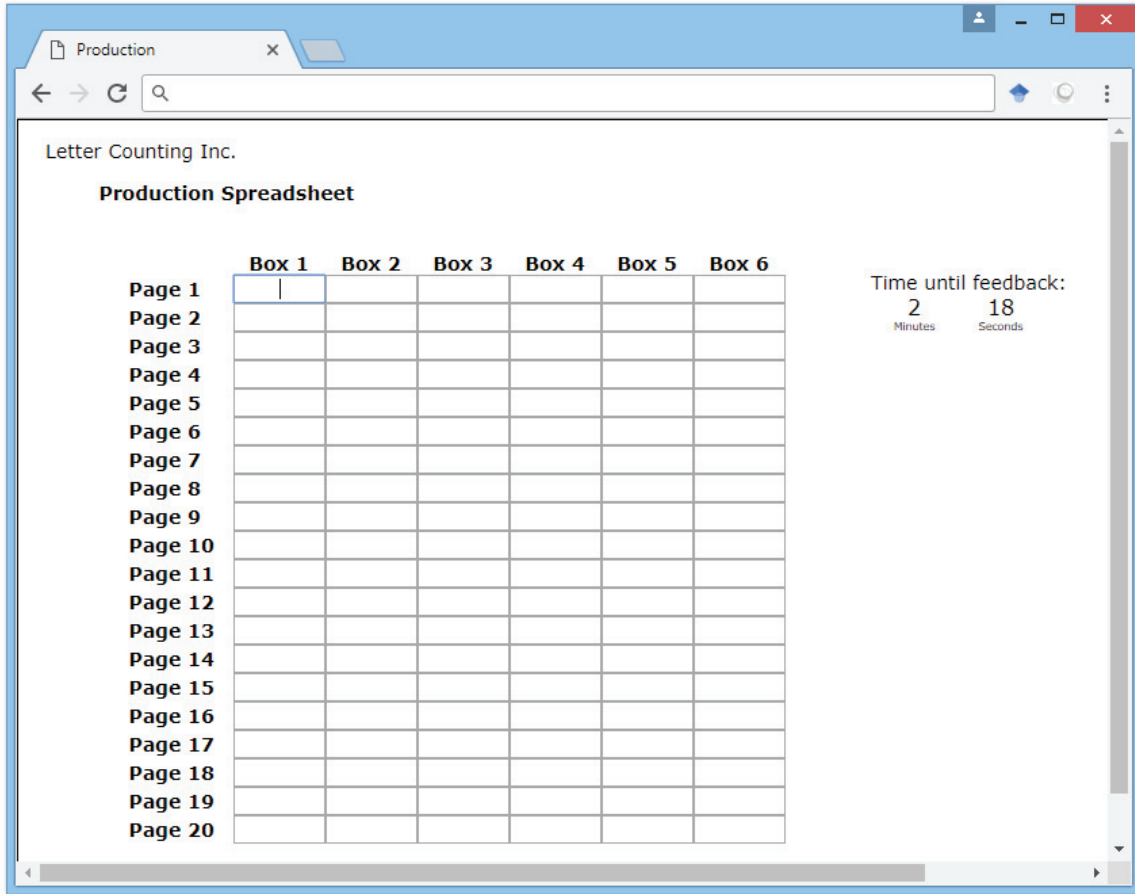 Production
Letter Counting Inc.
Production Spreadsheet
Box 1 Box 2 Box 3 Box 4 Box 5 Box 6
Page 1
Page 2
Page 3
Page 4
Page 5
Page 6
Page 7
Page 8
Page 9
Page 10
Page 11
Page 12
Page 13
Page 14
Page 15
Page 16
Page 17
Page 18
Page 19
Page 20
Time until feedback:
2 18
Minutes Seconds